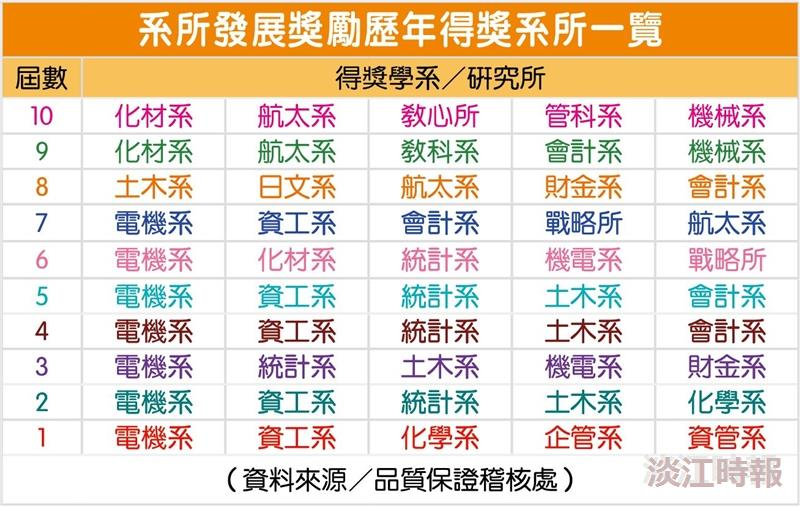 系所發展獎勵歷年得獎系所一覽
屆數 得獎學系／研究所
10 化材系 航太系 教心所 管科系 機械系
9 化材系 航太系 教科系 會計系 機械系
8 土木系 日文系 航太系 財金系 會計系
7 電機系 資工系 會計系 戰略所 航太系
6 電機系 化材系 統計系 機電系 戰略所
5 電機系 資工系 統計系 土木系 會計系
4 電機系 資工系 統計系 土木系 會計系
3 電機系 統計系 土木系 機電系 財金系
2 電機系 資工系 統計系 土木系 化學系
1 電機系 資工系 化學系 企管系 資管系
（資料來源／品質保證稽核處）
淡江時報